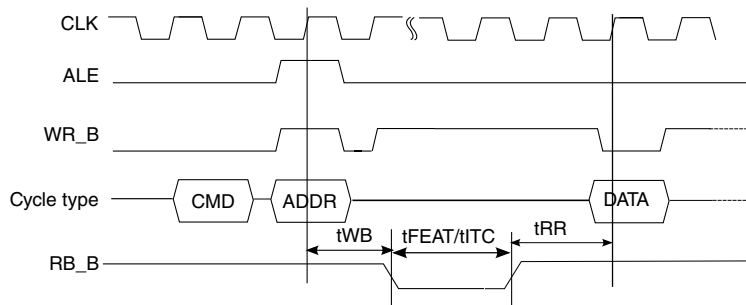 CLK
ALE
WR_B
Cycle type CMD ADDR DATA
tWB tFEAT/tITC tRR
RB_B